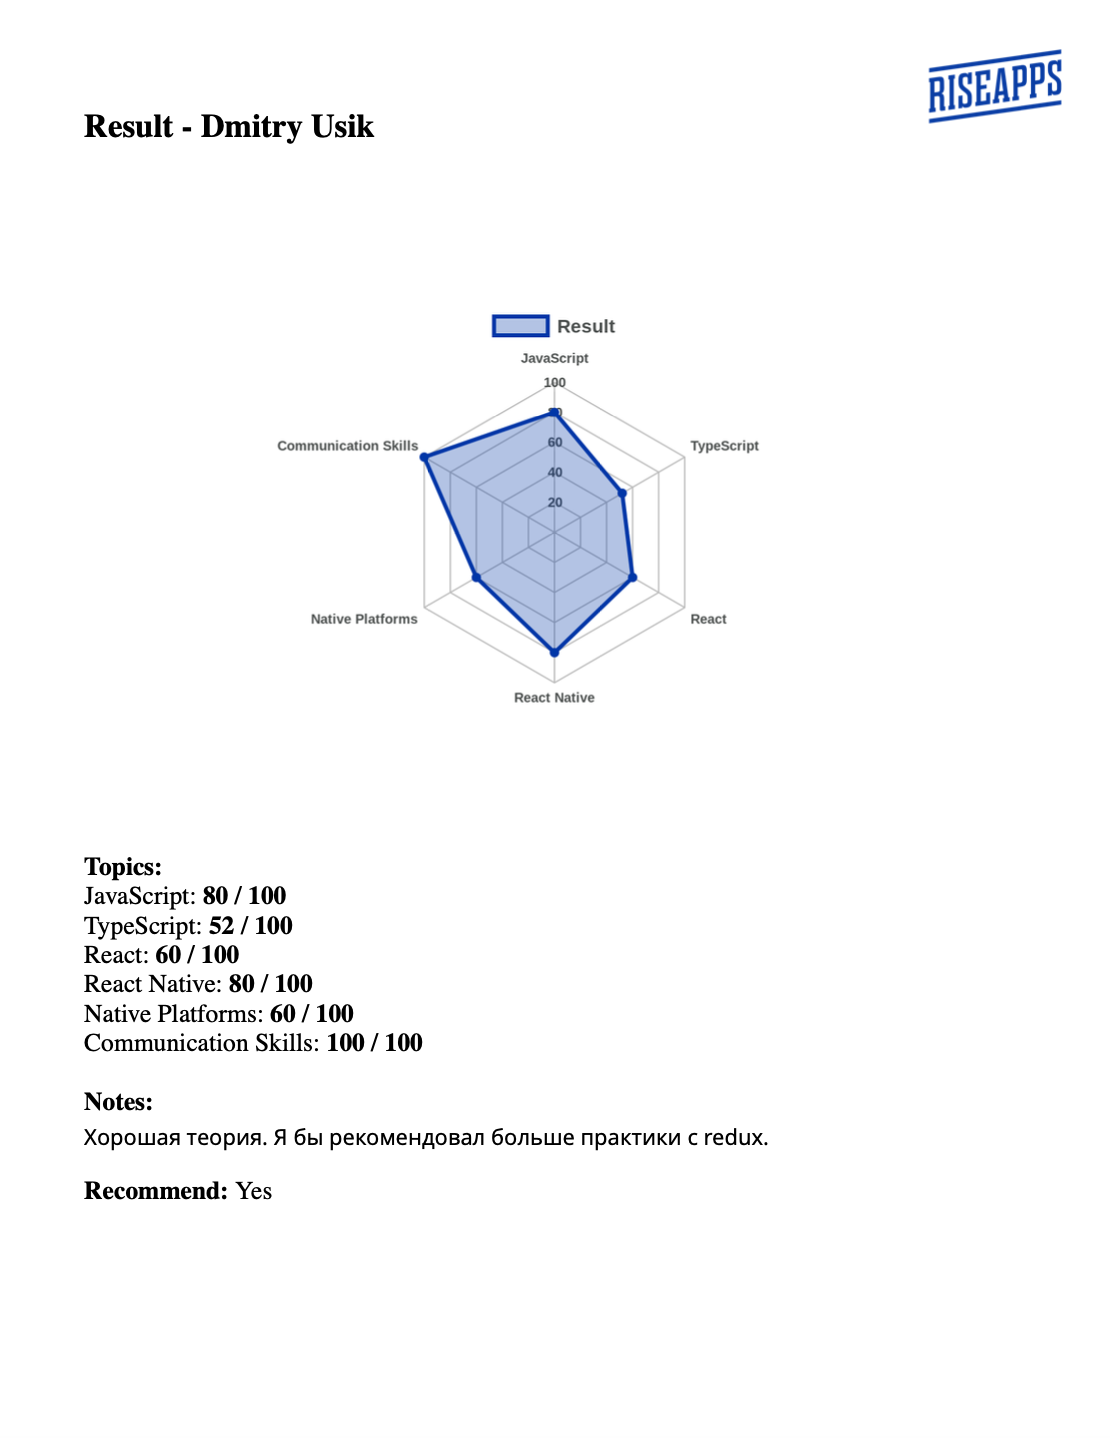 RISEAPPS
Result - Dmitry Usik
Result
JavaScript
100
80
60
40
20
Communication Skills
TypeScript
Native Platforms
React
React Native
Topics:
JavaScript: 80 / 100
TypeScript: 52 / 100
React: 60 / 100
React Native: 80 / 100
Native Platforms: 60 / 100
Communication Skills: 100 / 100
Notes:
Хорошая теория. Я бы рекомендовал больше практики с redux.
Recommend: Yes